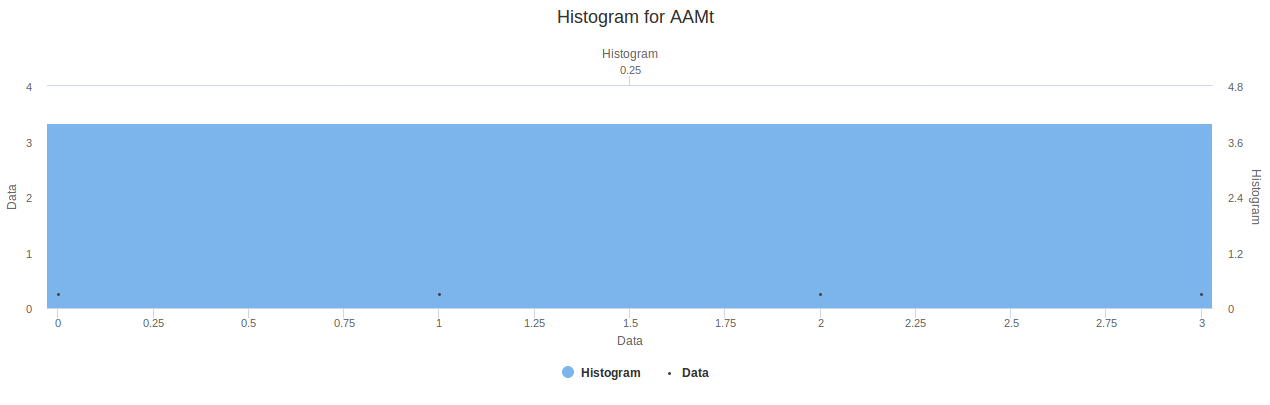 Histogram for AAMt
Histogram
0.25
4 4.8
3 3.6
Data 2 2.4 Histogram
1 1.2
0 0
0 0.25 0.5 0.75 1 1.25 1.5 1.75 2 2.25 2.5 2.75 3
Data
Histogram Data